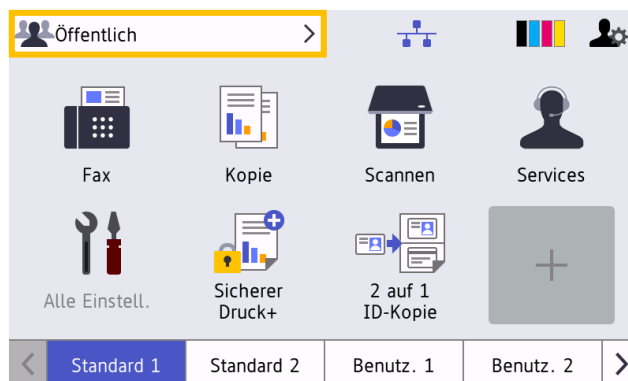 Öffentlich
Fax
Kopie
Scannen
Services
Alle Einstell.
Sicherer
Druck+
2 auf 1
ID-Kopie
Standard 1
Standard 2
Benutz. 1
Benutz. 2